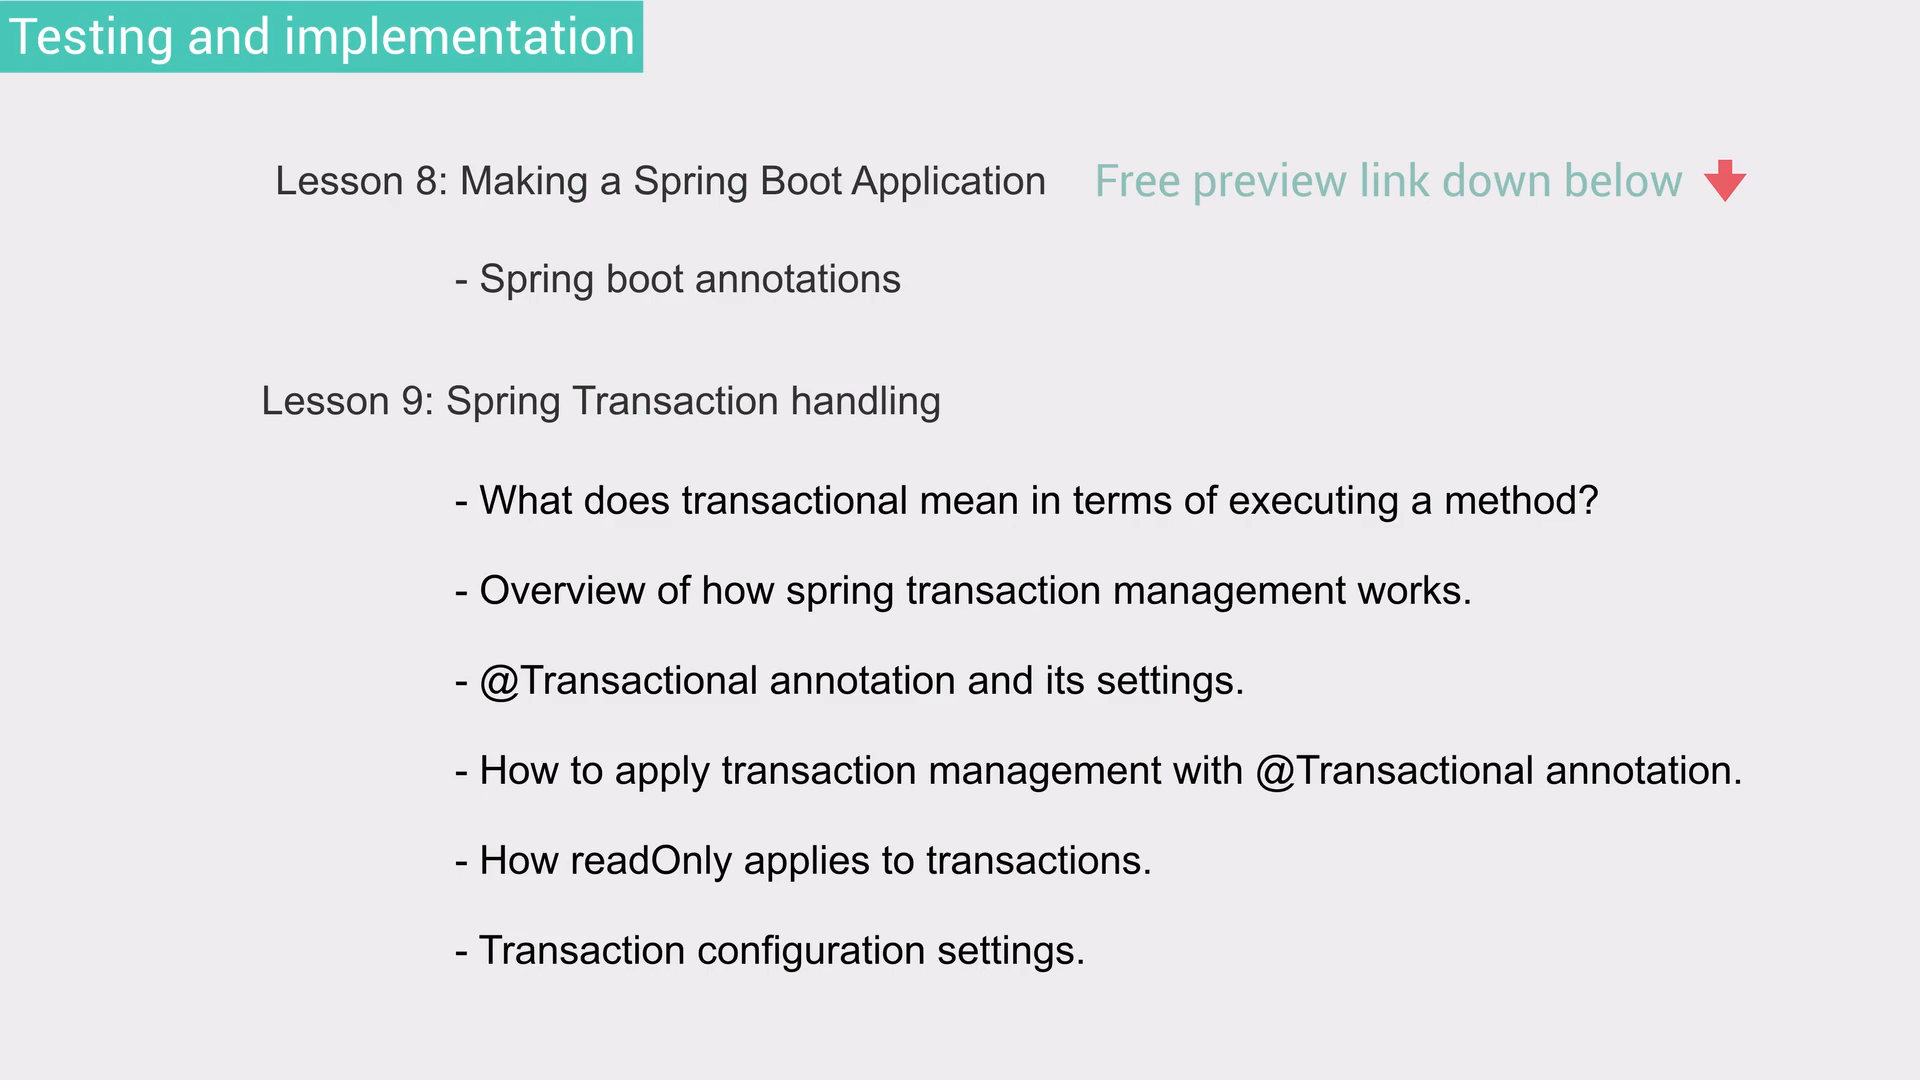 Testing and implementation
Lesson 8: Making a Spring Boot Application Free preview link down below
- Spring boot annotations
Lesson 9: Spring Transaction handling
- What does transactional mean in terms of executing a method?
- Overview of how spring transaction management works.
- @Transactional annotation and its settings.
- How to apply transaction management with @Transactional annotation.
- How readOnly applies to transactions.
- Transaction configuration settings.